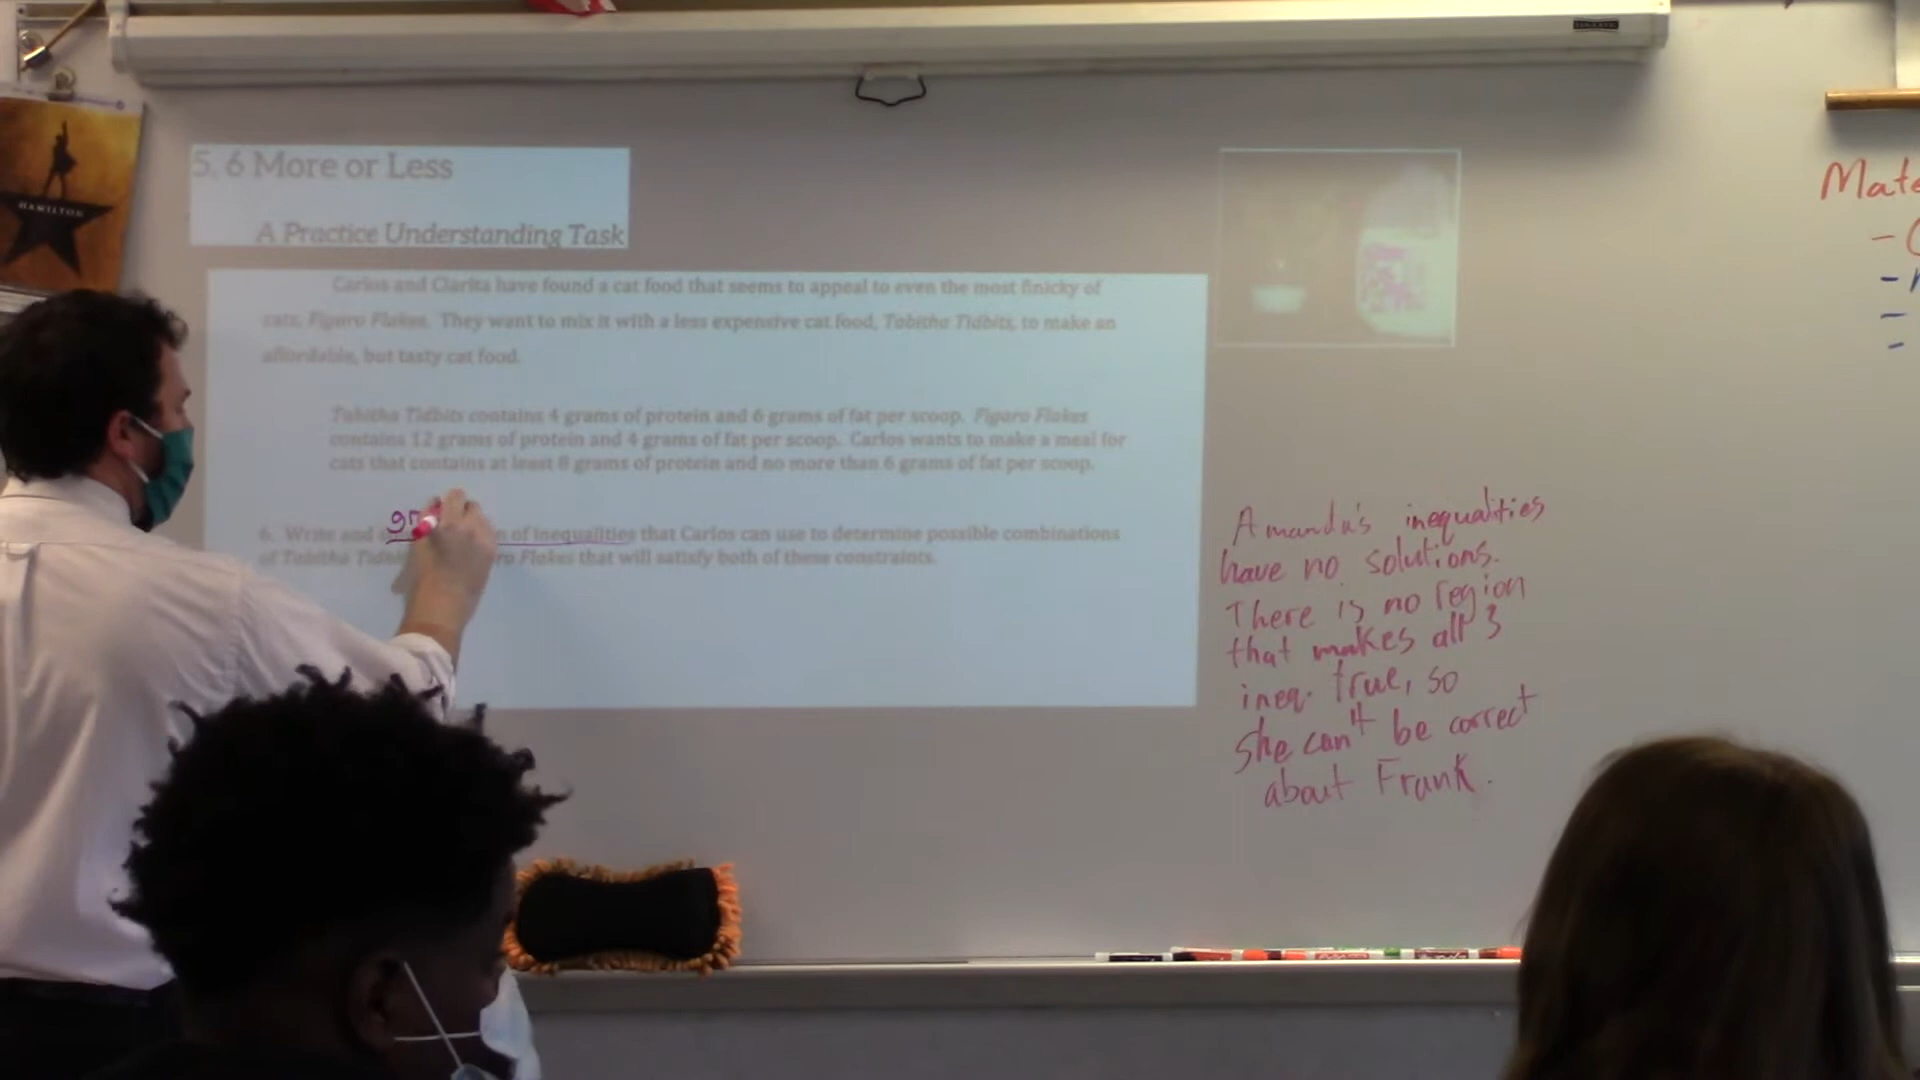 HAMILTON
5. 6 More or Less
A Practice Understanding Task
Carlos and Clarita have found a cat food that seems to appeal to even the most finicky of
cats, Figaro Flakes. They want to mix it with a less expensive cat food, Tabitha Tidbits, to make an
affordable, but tasty cat food.
Tabitha Tidbits contains 4 grams of protein and 6 grams of fat per scoop. Figaro Flakes
contains 12 grams of protein and 4 grams of fat per scoop. Carlos wants to make a meal for
cats that contains at least 8 grams of protein and no more than 6 grams of fat per scoop.
gr
6. Write and n of inequalities that Carlos can use to determine possible combinations
of Tabitha Flakes that will satisfy both of these constraints.
Amanda's inequalities
have no solutions.
There is no region
that makes all 3
ineq. true, so
she can't be correct
about Frank.
Mate